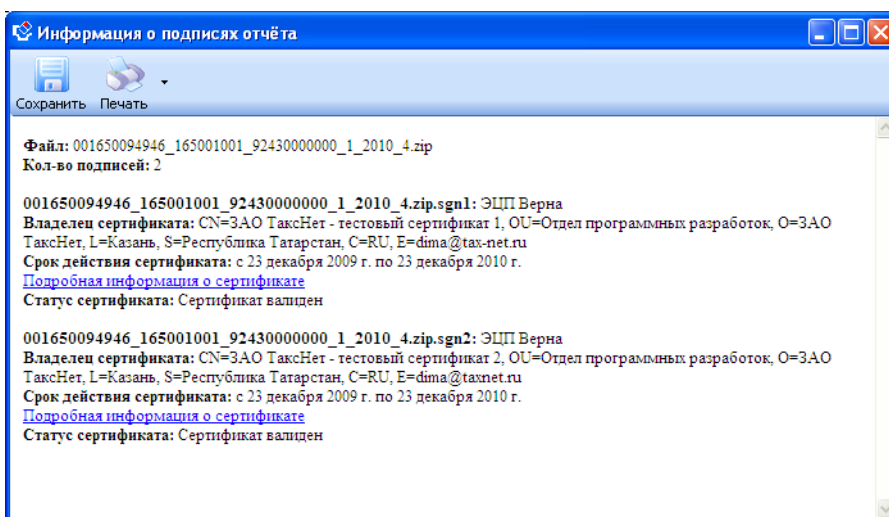 Информация о подписях отчёта
Сохранить Печать
Файл: 001650094946_165001001_92430000000_1_2010_4.zip
Кол-во подписей: 2
001650094946_165001001_92430000000_1_2010_4.zip.sgn1: ЭЦП Верна
Владелец сертификата: CN=ЗАО ТаксНет - тестовый сертификат 1, OU=Отдел программных разработок, O=ЗАО
ТаксНет, L=Казань, S=Республика Татарстан, C=RU, E=dima@tax-net.ru
Срок действия сертификата: с 23 декабря 2009 г. по 23 декабря 2010 г.
Подробная информация о сертификате
Статус сертификата: Сертификат валиден
001650094946_165001001_92430000000_1_2010_4.zip.sgn2: ЭЦП Верна
Владелец сертификата: CN=ЗАО ТаксНет - тестовый сертификат 2, OU=Отдел программных разработок, O=ЗАО
ТаксНет, L=Казань, S=Республика Татарстан, C=RU, E=dima@taxnet.ru
Срок действия сертификата: с 23 декабря 2009 г. по 23 декабря 2010 г.
Подробная информация о сертификате
Статус сертификата: Сертификат валиден